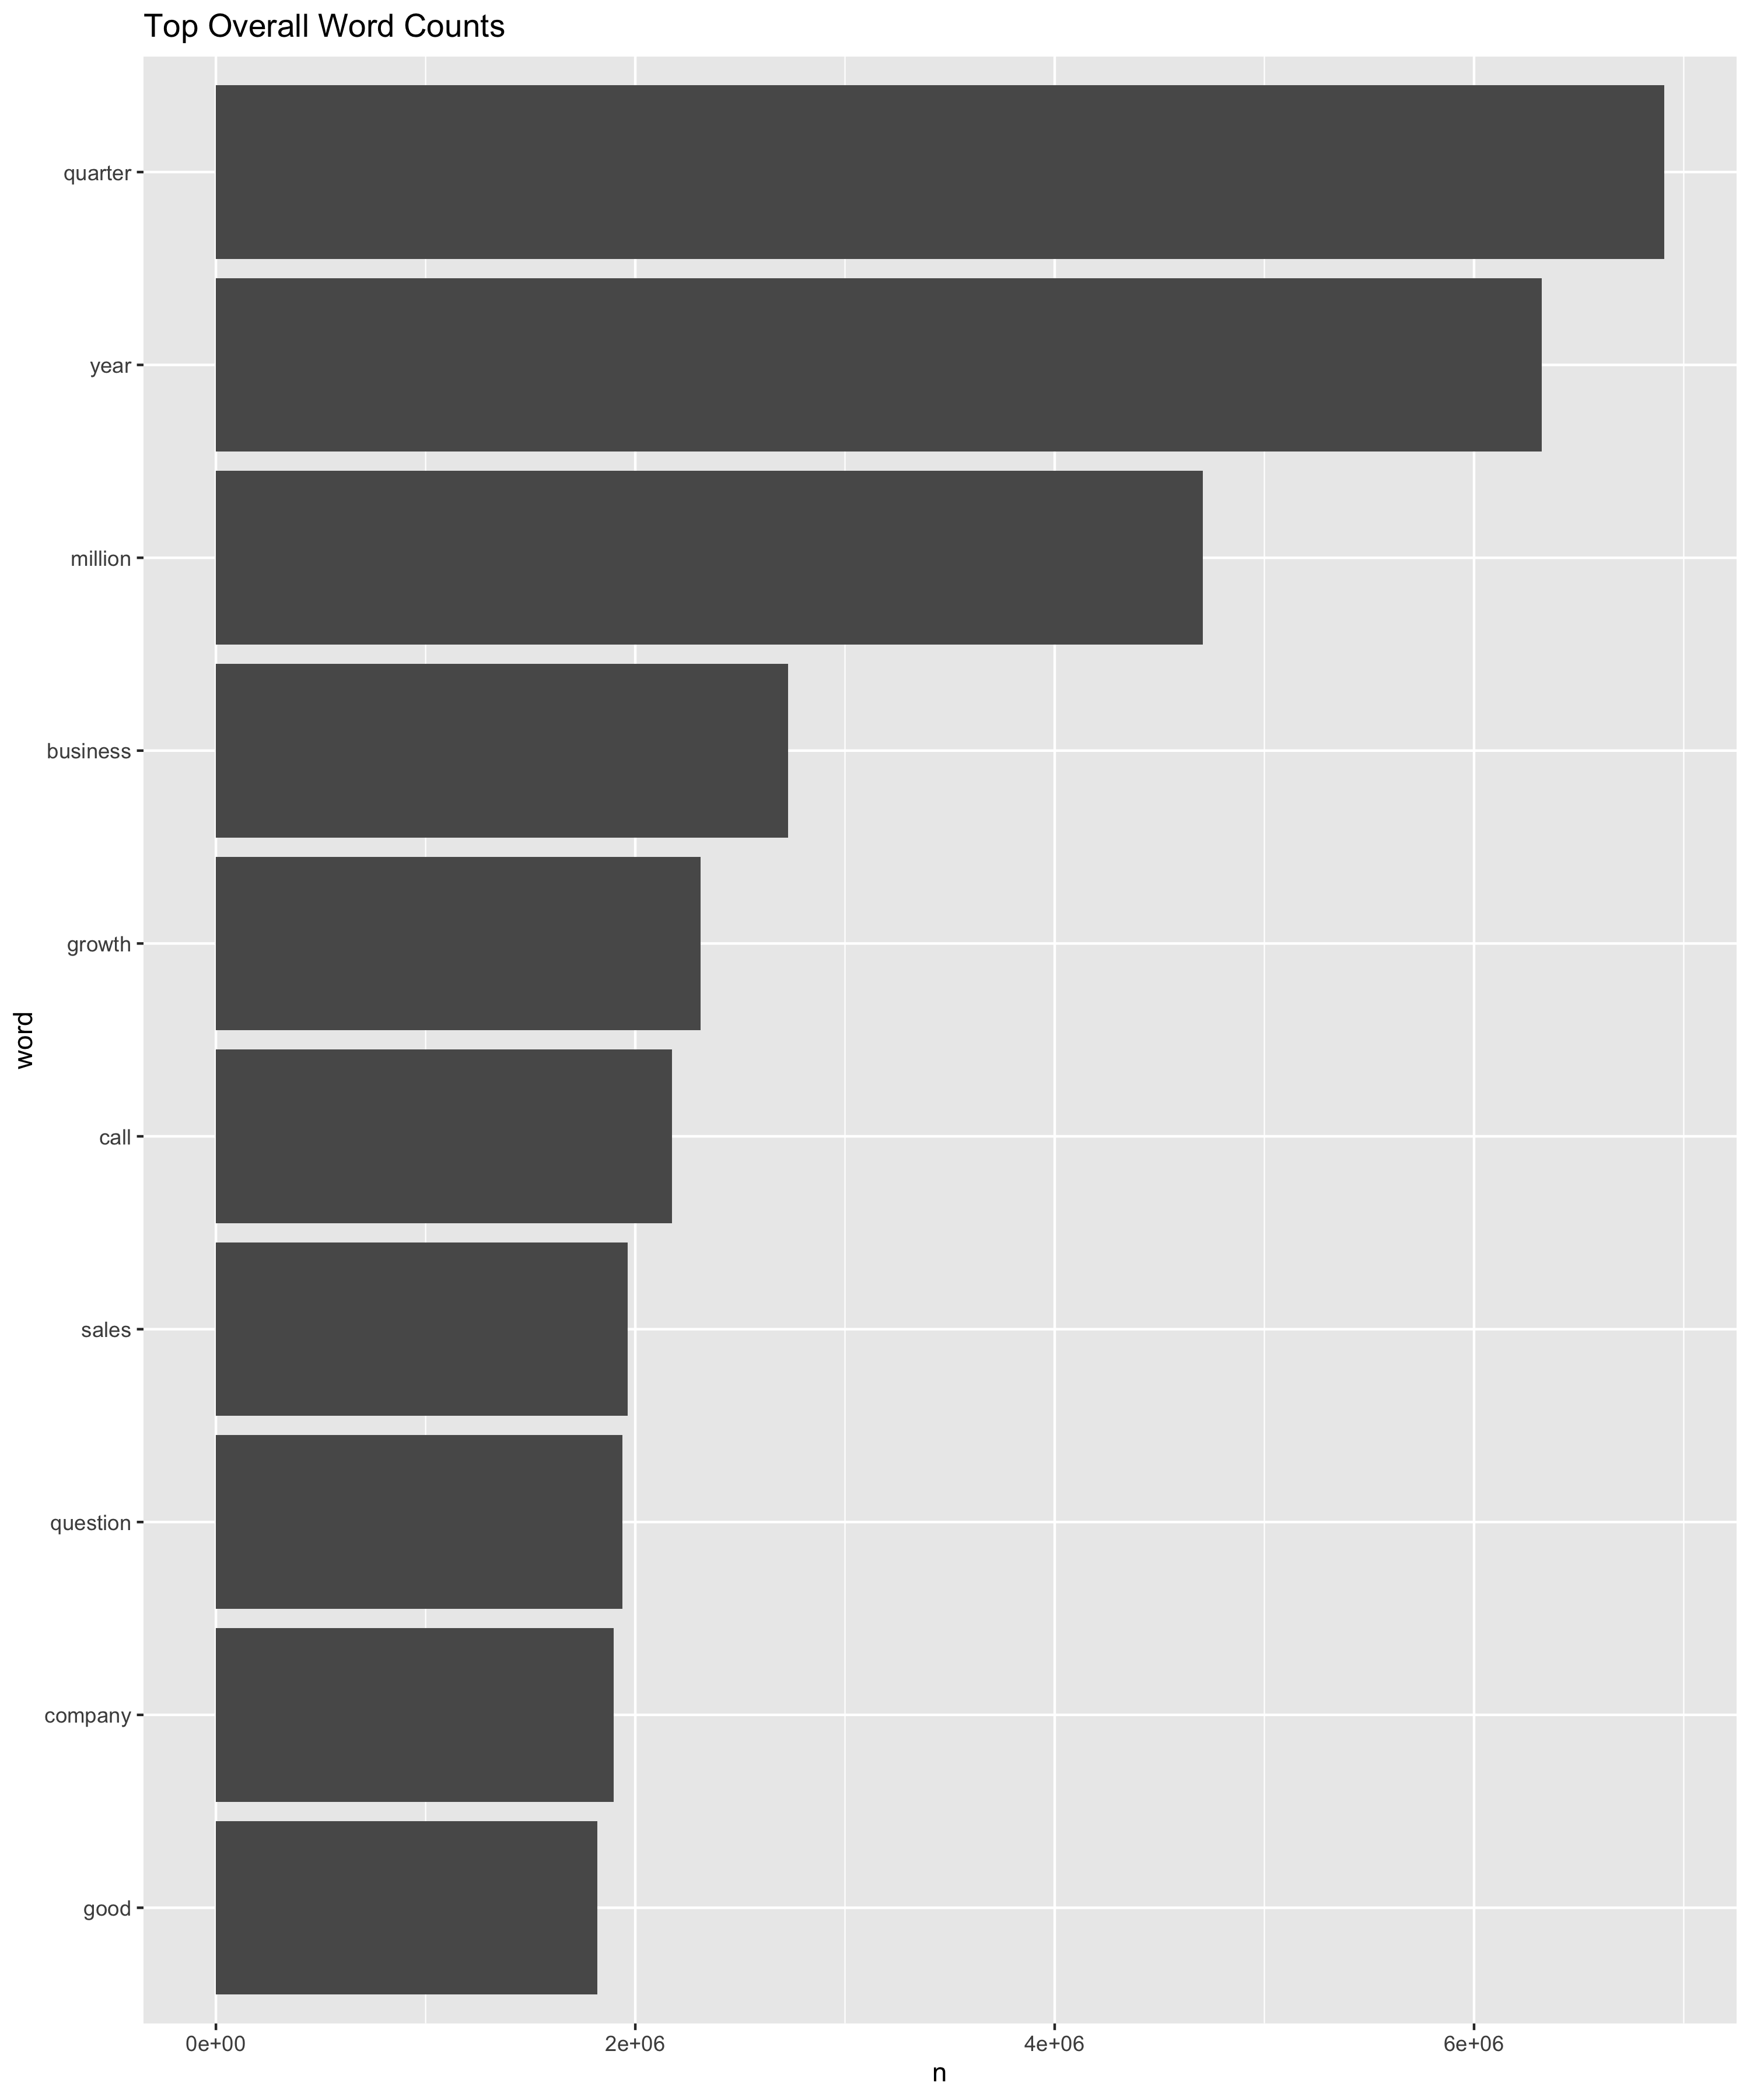 Top Overall Word Counts
quarter
year
million
business
growth
call
sales
question
company
good
word
0e+00 2e+06 4e+06 6e+06
n